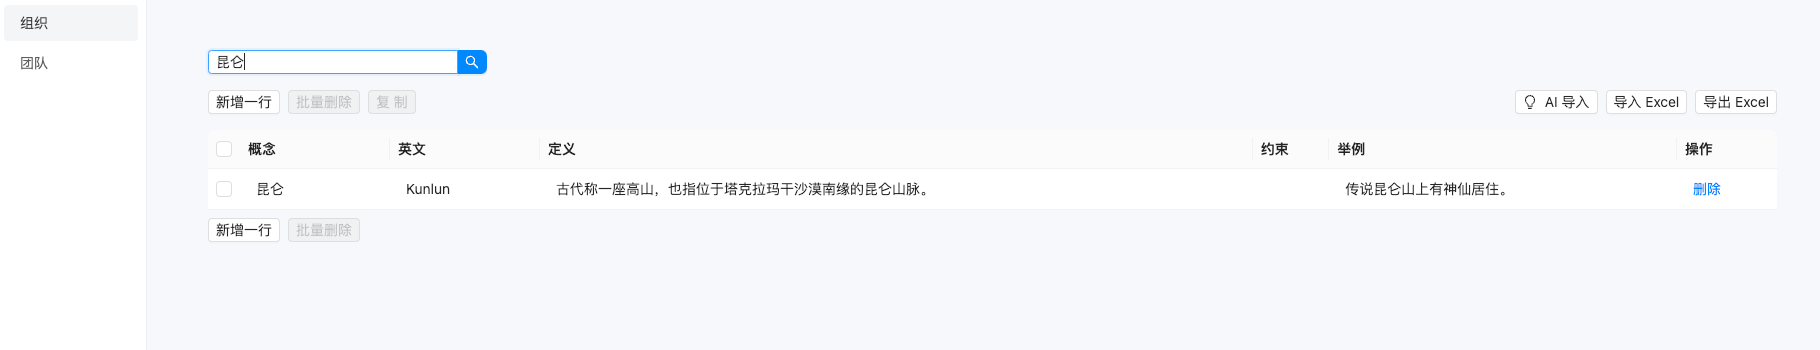 组织
团队
昆仑
新增一行 批量删除 复 制 AI 导入 导入 Excel 导出 Excel
概念 英文 定义 约束 举例 操作
昆仑 Kunlun 古代称一座高山，也指位于塔克拉玛干沙漠南缘的昆仑山脉。 传说昆仑山上有神仙居住。 删除
新增一行 批量删除